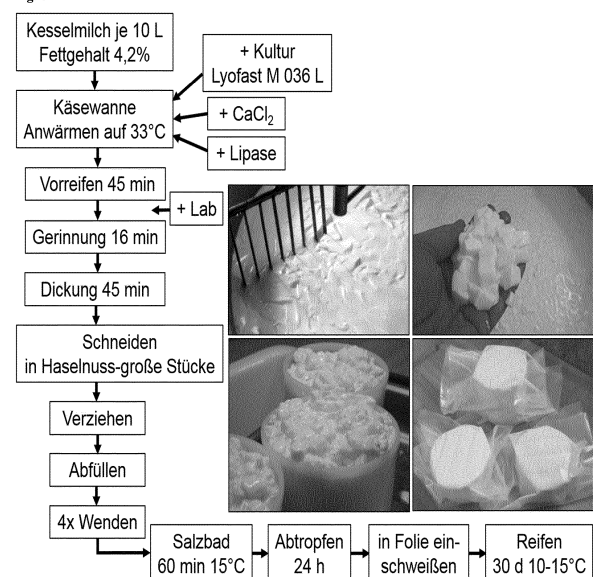 Kesselmilch je 10 L
Fettgehalt 4,2%
+ Kultur
Lyofast M 036 L
Käsewanne
Anwärmen auf 33°C
+ CaCl₂
+ Lipase
Vorreifen 45 min
+ Lab
Gerinnung 16 min
Dickung 45 min
Schneiden
in Haselnuss-große Stücke
Verziehen
Abfüllen
4x Wenden
Salzbad
60 min 15°C
Abtropfen
24 h
in Folie ein-
schweißen
Reifen
30 d 10-15°C